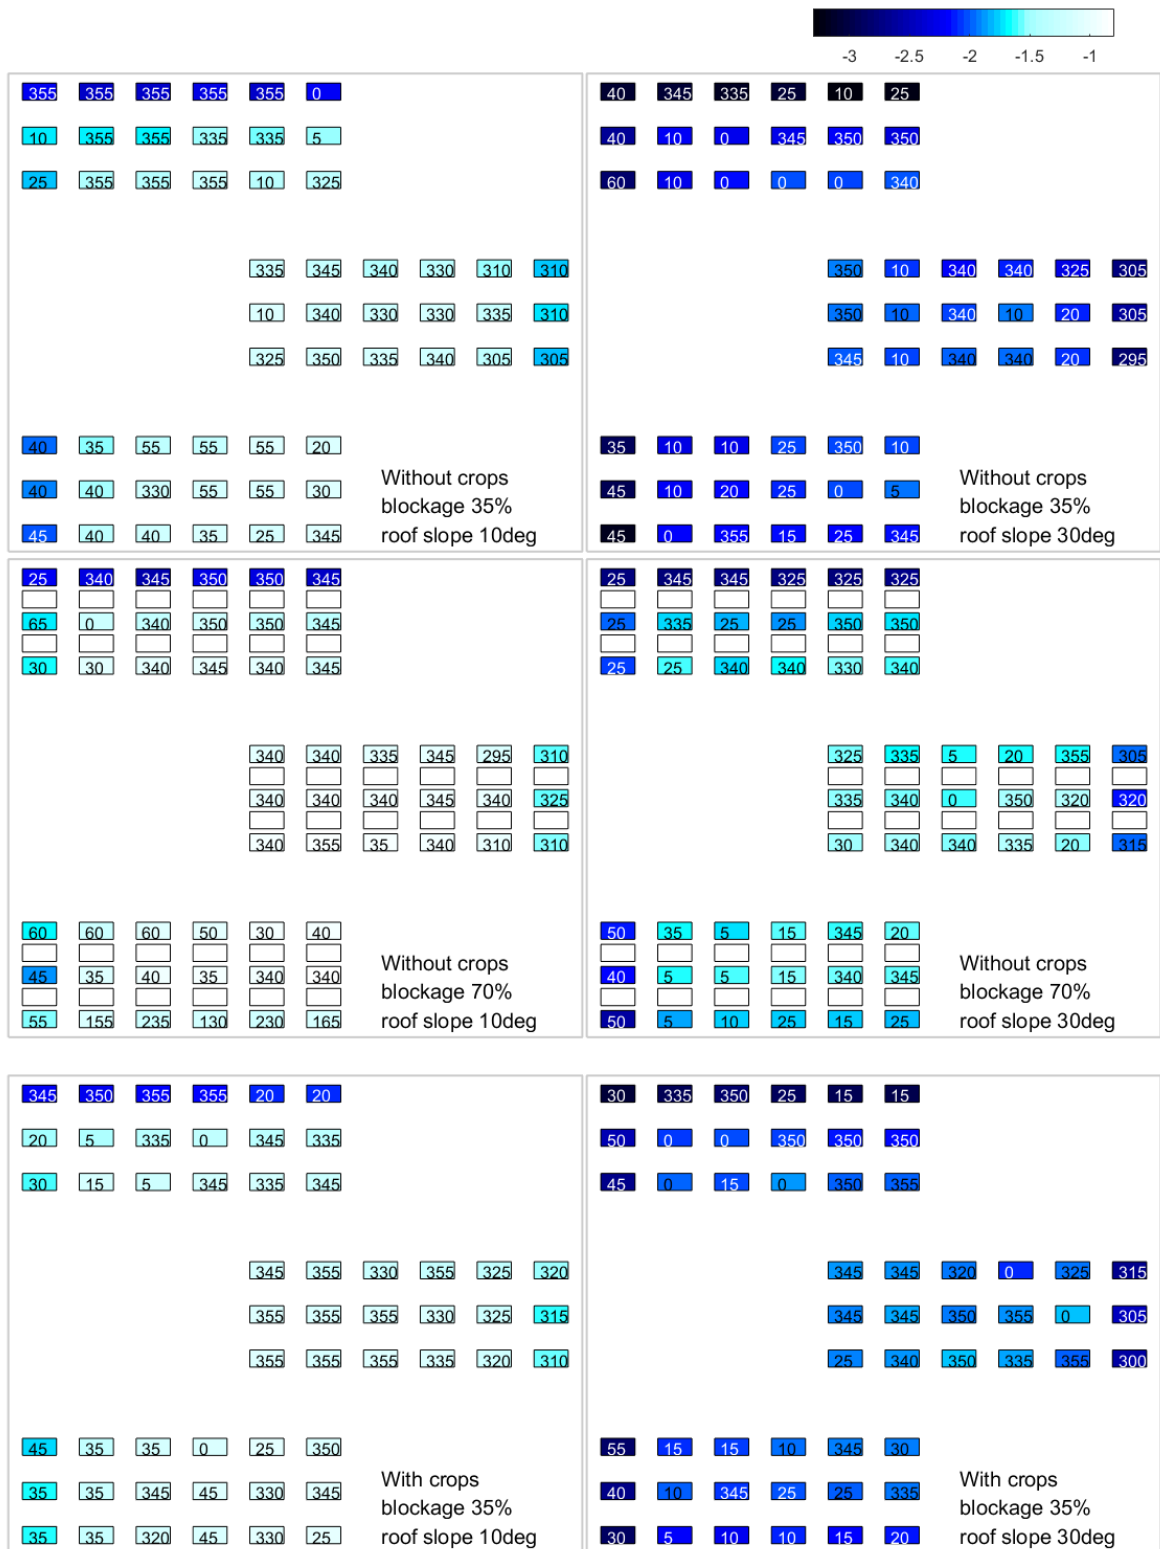 -3 -2.5 -2 -1.5 -1
355 355 355 355 355 0
10 355 355 335 335 5
25 355 355 355 10 325
335 345 340 330 310 310
10 340 330 330 335 310
325 350 335 340 305 305
40 35 55 55 55 20
40 40 330 55 55 30
45 40 40 35 25 345
Without crops
blockage 35%
roof slope 10deg
40 345 335 25 10 25
40 10 0 345 350 350
60 10 0 0 0 340
350 10 340 340 325 305
350 10 340 10 20 305
345 10 340 340 20 295
35 10 10 25 350 10
45 10 20 25 0 5
45 0 355 15 25 345
Without crops
blockage 35%
roof slope 30deg
25 340 345 350 350 345
65 0 340 350 350 345
30 30 340 345 340 345
340 340 335 345 295 310
340 340 340 345 340 325
340 355 35 340 310 310
60 60 60 50 30 40
45 35 40 35 340 340
55 155 235 130 230 165
Without crops
blockage 70%
roof slope 10deg
25 345 345 325 325 325
25 335 25 25 350 350
25 25 340 340 330 340
325 335 5 20 355 305
335 340 0 350 320 320
30 340 340 335 20 315
50 35 5 15 345 20
40 5 5 15 340 345
50 5 10 25 15 25
Without crops
blockage 70%
roof slope 30deg
345 350 355 355 20 20
20 5 335 0 345 335
30 15 5 345 335 345
345 355 330 355 325 320
355 355 355 330 325 315
355 355 355 335 320 310
45 35 35 0 25 350
35 35 345 45 330 345
35 35 320 45 330 25
With crops
blockage 35%
roof slope 10deg
30 335 350 25 15 15
50 0 0 350 350 350
45 0 15 0 350 355
345 345 320 0 325 315
345 345 350 355 0 305
25 340 350 335 355 300
55 15 15 10 345 30
40 10 345 25 25 335
30 5 10 10 15 20
With crops
blockage 35%
roof slope 30deg